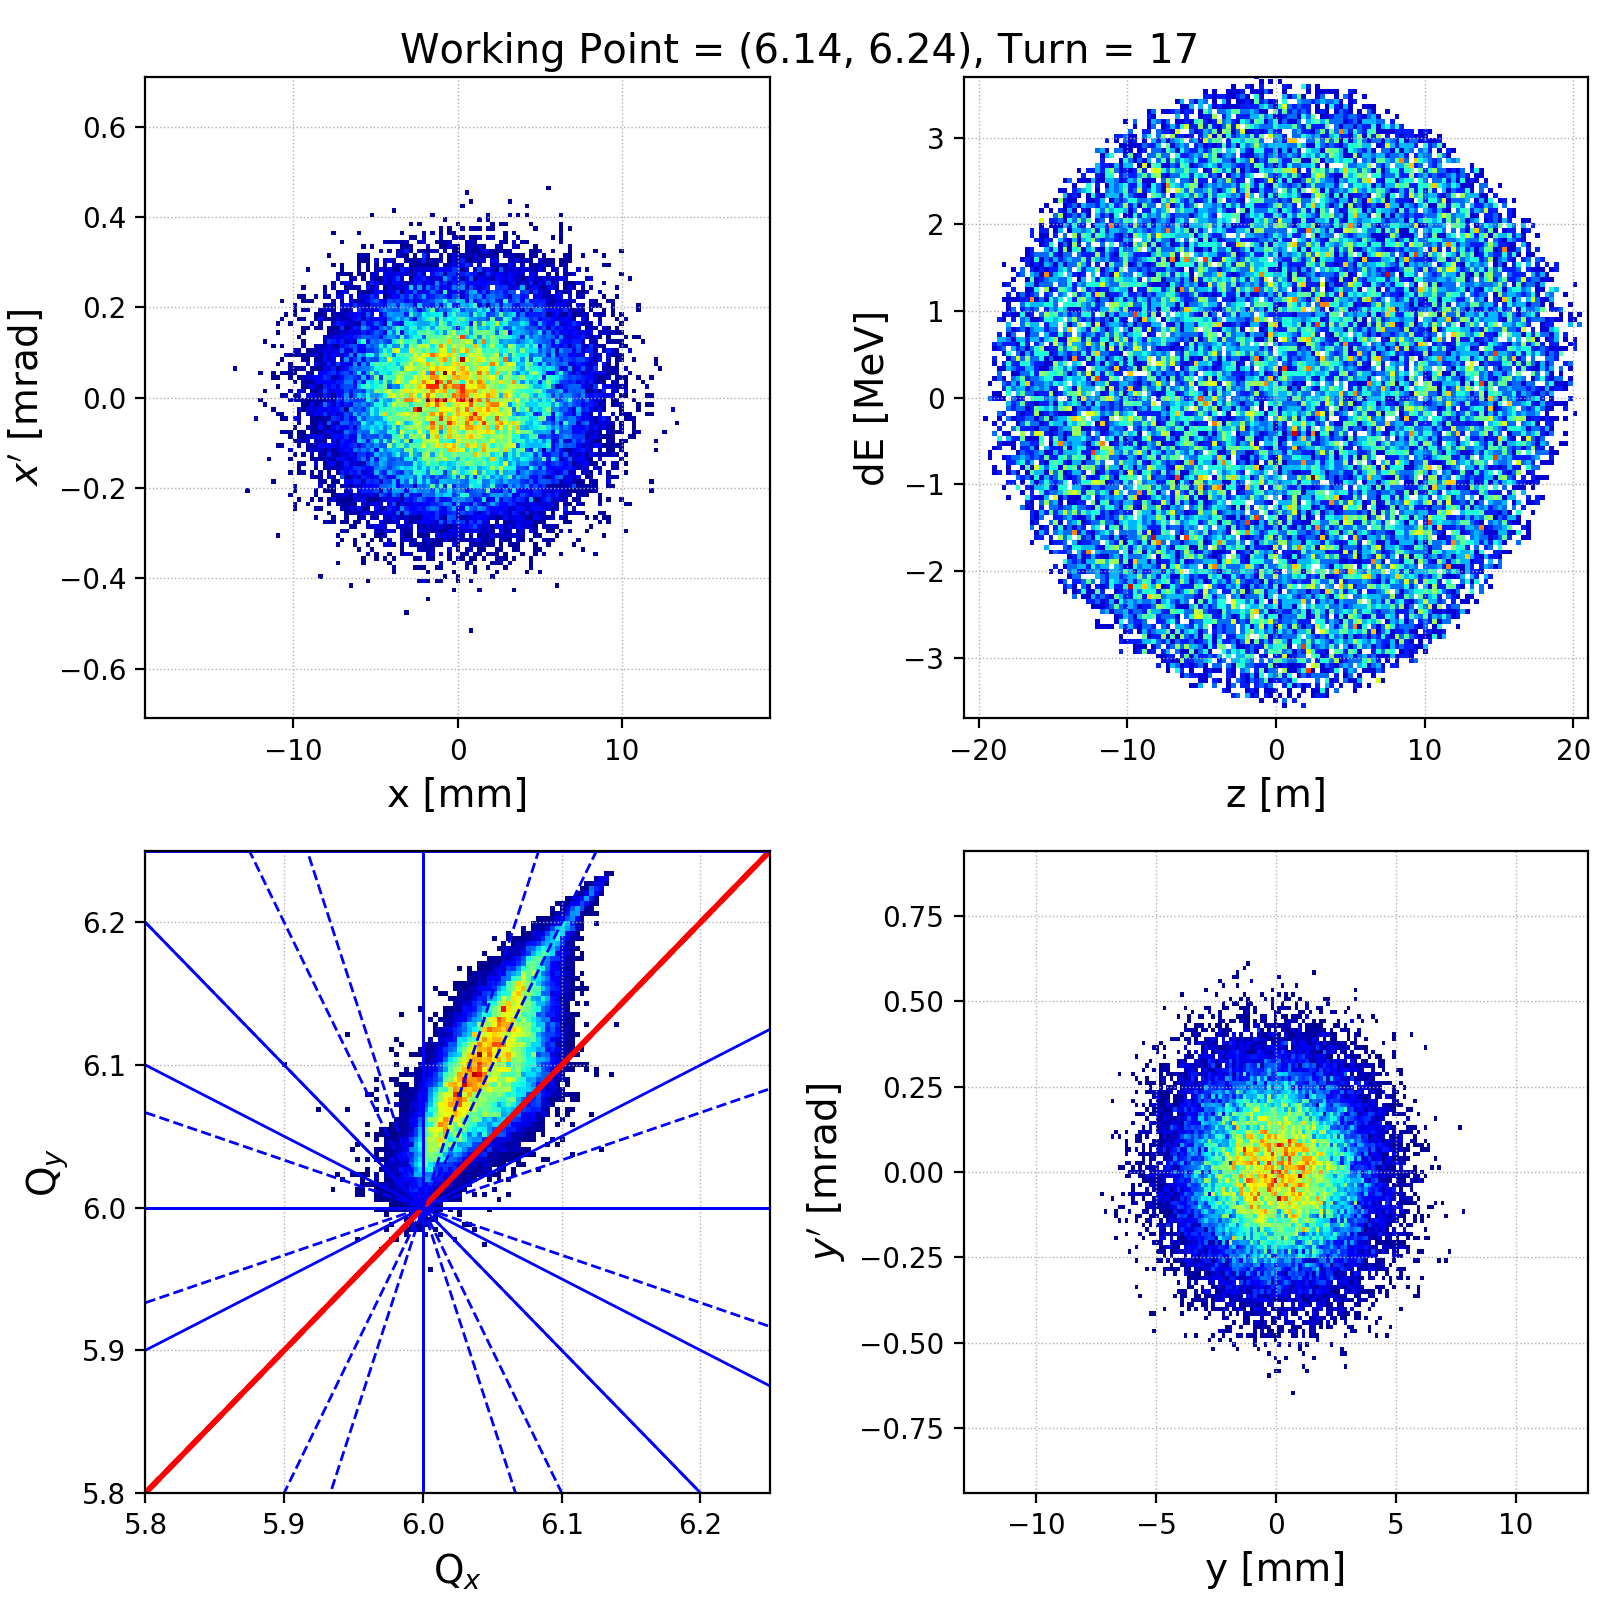 Working Point = (6.14, 6.24), Turn = 17
0.6
0.4
0.2
0.0
−0.2
−0.4
−0.6
x′ [mrad]
−10 0 10
x [mm]
3
2
1
0
−1
−2
−3
dE [MeV]
−20 −10 0 10 20
z [m]
6.2
6.1
6.0
5.9
5.8
Qy
5.8 5.9 6.0 6.1 6.2
Qx
0.75
0.50
0.25
0.00
−0.25
−0.50
−0.75
y′ [mrad]
−10 −5 0 5 10
y [mm]